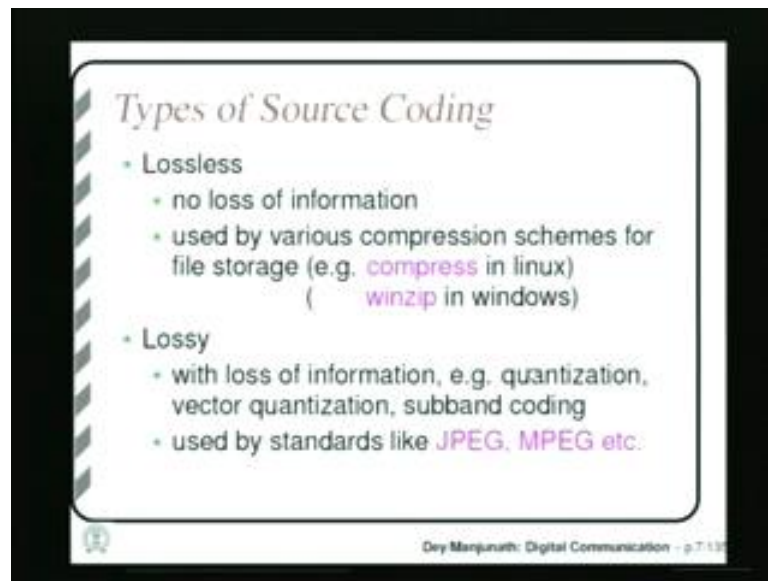 Types of Source Coding
• Lossless
• no loss of information
• used by various compression schemes for
file storage (e.g. compress in linux)
( winzip in windows)
• Lossy
• with loss of information, e.g. quantization,
vector quantization, subband coding
• used by standards like JPEG, MPEG etc.
Dey Manjunath: Digital Communication - p.7/135